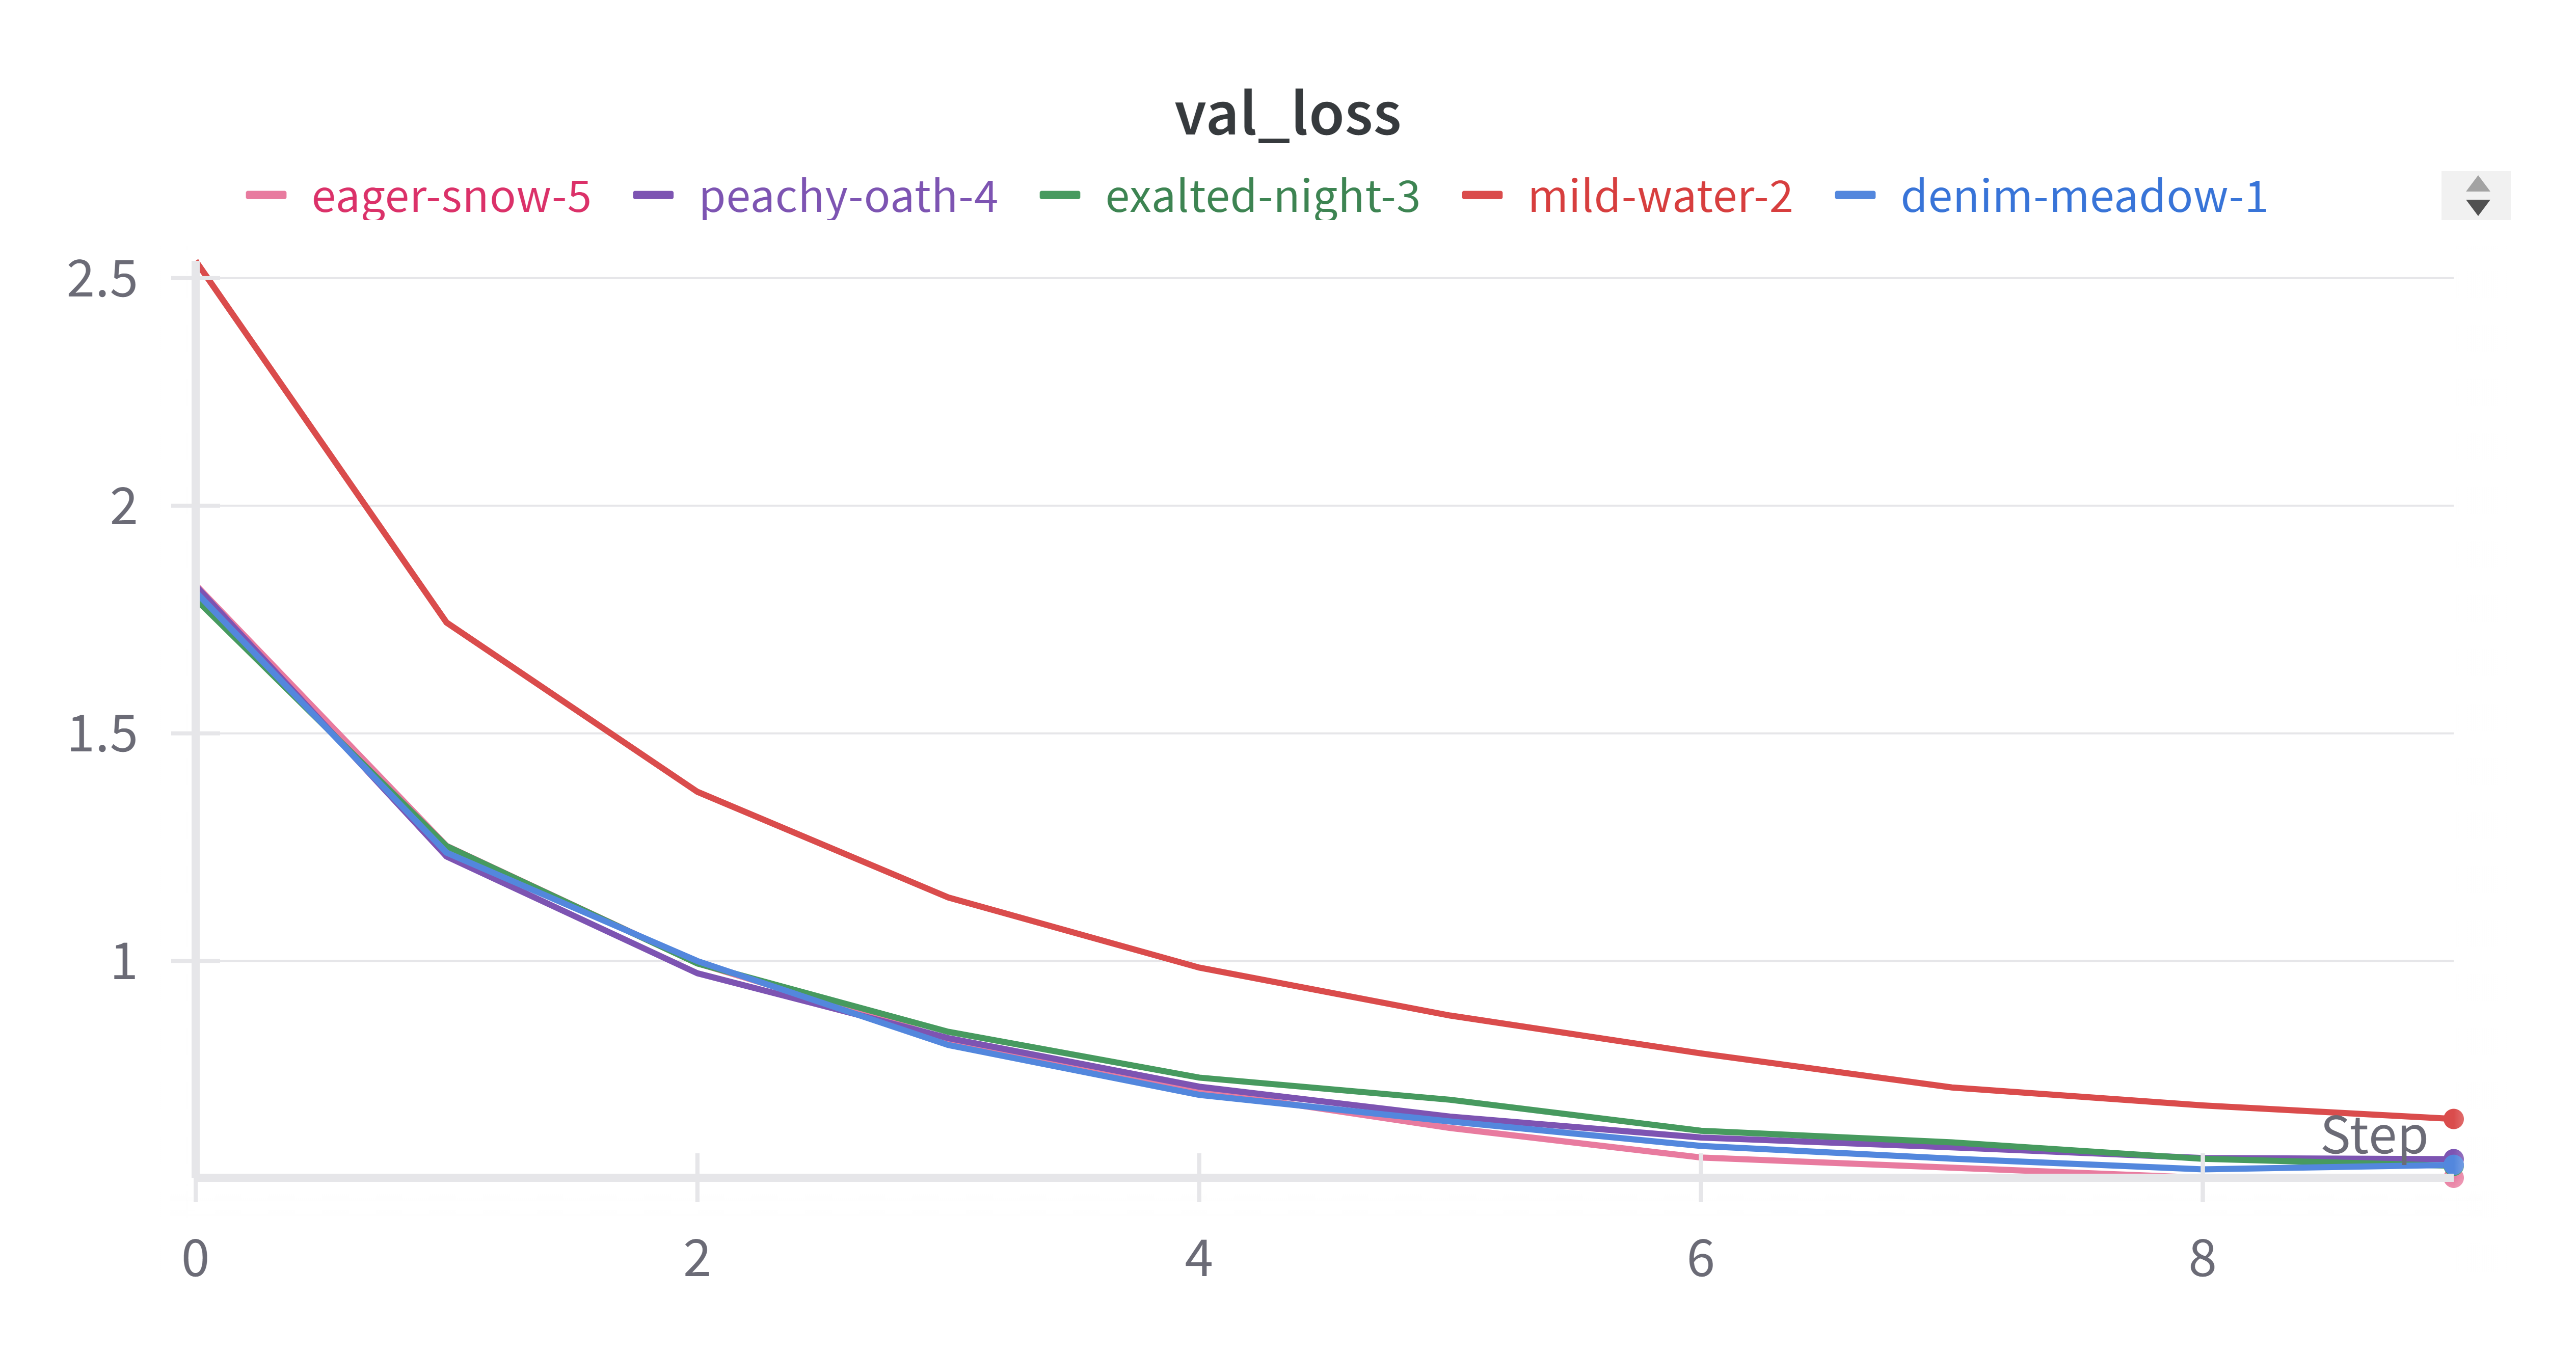 val_loss
eager-snow-5 peachy-oath-4 exalted-night-3 mild-water-2 denim-meadow-1
2.5
2
1.5
1
Step
0 2 4 6 8